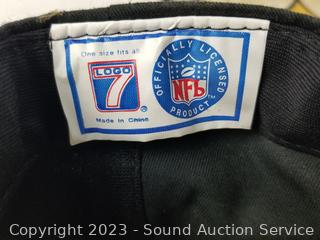 One size fits all
LOGO
7
®
Made in China
OFFICIALLY LICENSED
NFL
PRODUCT
®
Copyright 2023 - Sound Auction Service